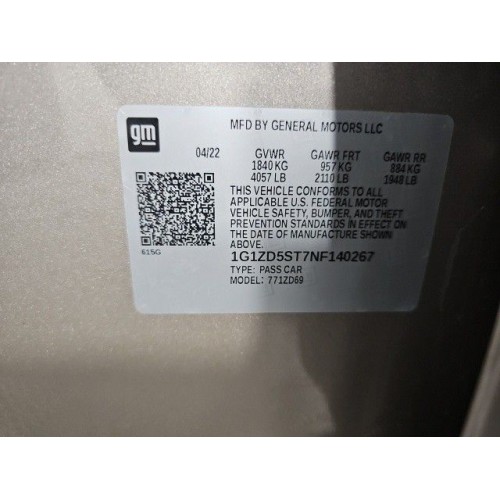 gm
MFD BY GENERAL MOTORS LLC
04/22 GVWR GAWR FRT GAWR RR
1840 KG 957 KG 884 KG
4057 LB 2110 LB 1948 LB
THIS VEHICLE CONFORMS TO ALL
APPLICABLE U.S. FEDERAL MOTOR
VEHICLE SAFETY, BUMPER, AND THEFT
PREVENTION STANDARDS IN EFFECT ON
THE DATE OF MANUFACTURE SHOWN
ABOVE.
615G
1G1ZD5ST7NF140267
TYPE: PASS CAR
MODEL: 771ZD69